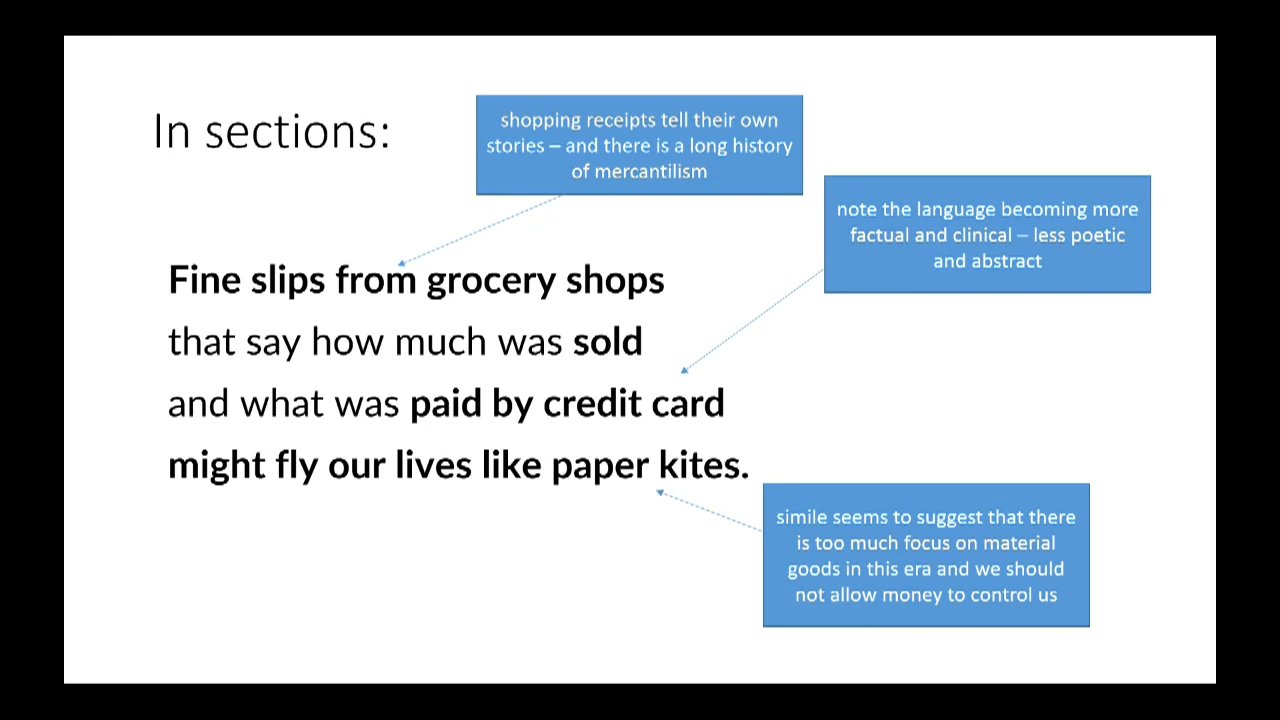 In sections:
shopping receipts tell their own
stories – and there is a long history
of mercantilism
note the language becoming more
factual and clinical – less poetic
and abstract
Fine slips from grocery shops
that say how much was sold
and what was paid by credit card
might fly our lives like paper kites.
simile seems to suggest that there
is too much focus on material
goods in this era and we should
not allow money to control us